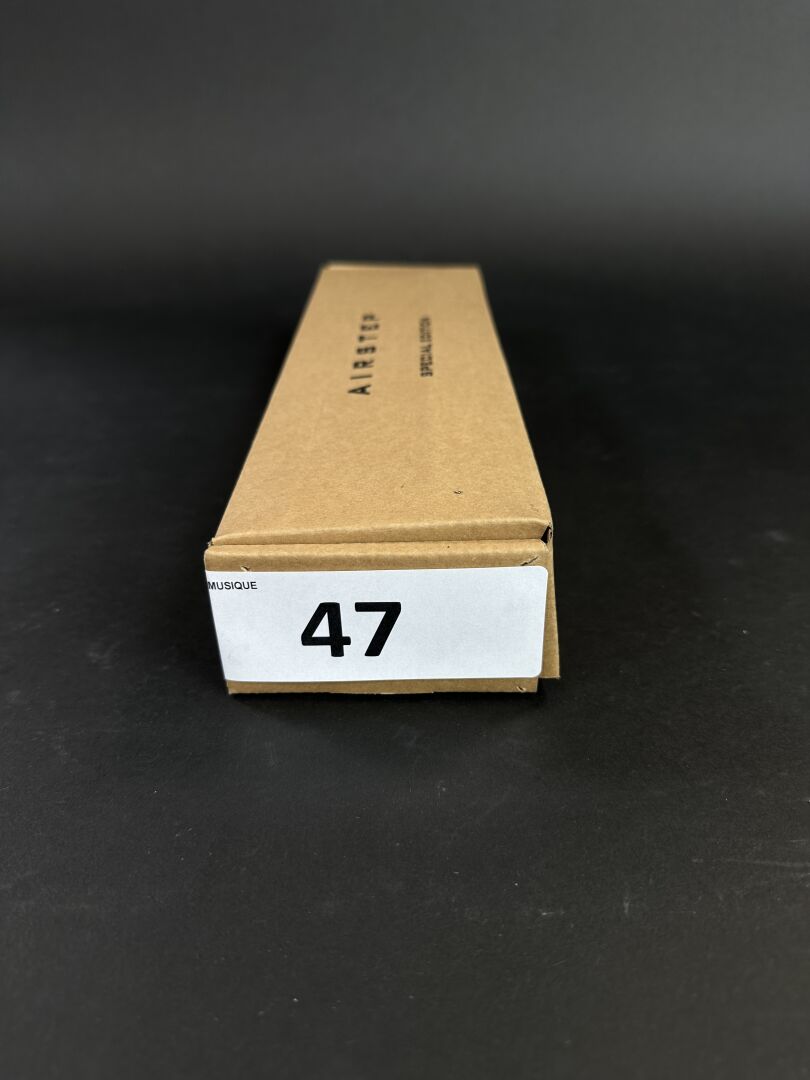 AIRSTEP
SPECIAL EDITION
MUSIQUE
47